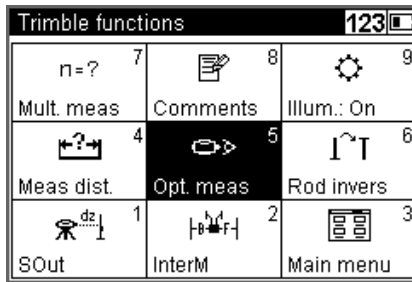 Trimble functions 123
n=? 7 8 9
Mult. meas Comments Illum.: On
? 4 5 6
Meas dist. Opt. meas Rod invers
dz 1 B F 2 3
SOut InterM Main menu